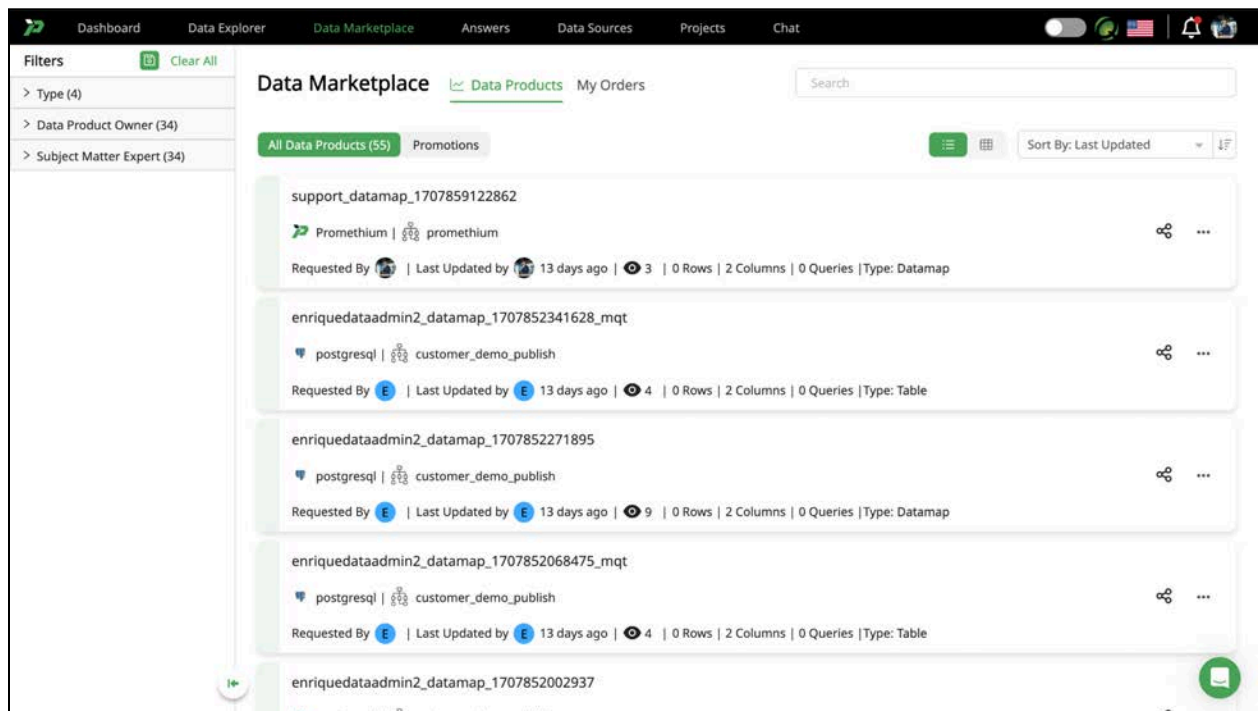 Dashboard Data Explorer Data Marketplace Answers Data Sources Projects Chat
Filters Clear All
> Type (4)
> Data Product Owner (34)
> Subject Matter Expert (34)
Data Marketplace Data Products My Orders Search
All Data Products (55) Promotions Sort By: Last Updated
support_datamap_1707859122862
Promethium | promethium
Requested By | Last Updated by 13 days ago | 3 | 0 Rows | 2 Columns | 0 Queries |Type: Datamap
enriquedataadmin2_datamap_1707852341628_mqt
postgresql | customer_demo_publish
Requested By E | Last Updated by E 13 days ago | 4 | 0 Rows | 2 Columns | 0 Queries |Type: Table
enriquedataadmin2_datamap_1707852271895
postgresql | customer_demo_publish
Requested By E | Last Updated by E 13 days ago | 9 | 0 Rows | 2 Columns | 0 Queries |Type: Datamap
enriquedataadmin2_datamap_1707852068475_mqt
postgresql | customer_demo_publish
Requested By E | Last Updated by E 13 days ago | 4 | 0 Rows | 2 Columns | 0 Queries |Type: Table
enriquedataadmin2_datamap_1707852002937